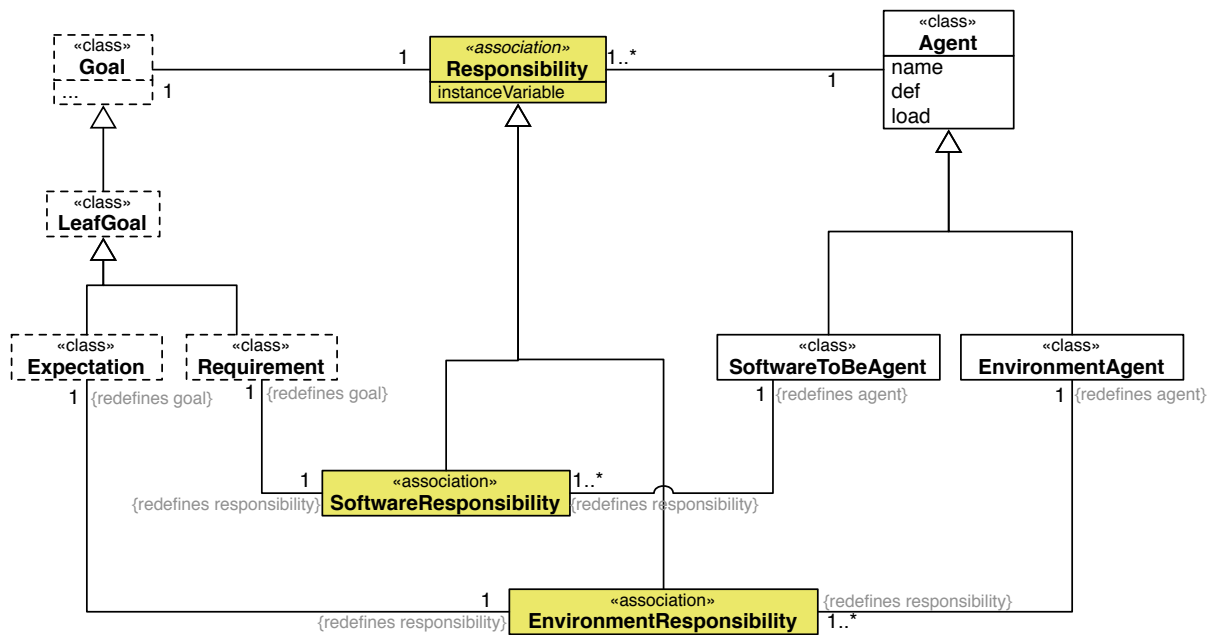 «class»
Goal
...
1
1
«association»
Responsibility
instanceVariable
1..*
1
«class»
Agent
name
def
load
«class»
LeafGoal
«class»
Expectation
«class»
Requirement
«class»
SoftwareToBeAgent
«class»
EnvironmentAgent
1
{redefines goal}
1
{redefines goal}
1
{redefines agent}
1
{redefines agent}
1
{redefines responsibility}
«association»
SoftwareResponsibility
1..*
{redefines responsibility}
1
{redefines responsibility}
«association»
EnvironmentResponsibility
{redefines responsibility}
1..*